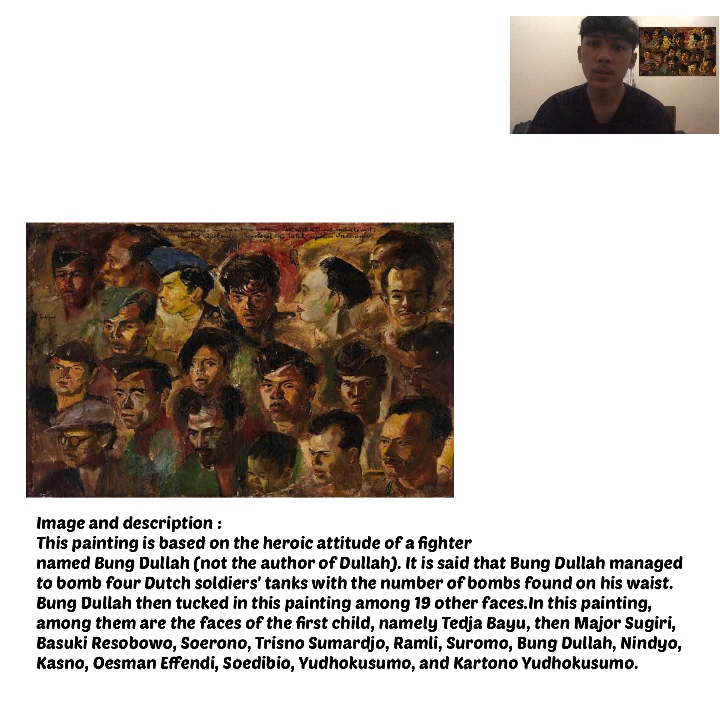 Image and description :
This painting is based on the heroic attitude of a fighter
named Bung Dullah (not the author of Dullah). It is said that Bung Dullah managed
to bomb four Dutch soldiers' tanks with the number of bombs found on his waist.
Bung Dullah then tucked in this painting among 19 other faces.In this painting,
among them are the faces of the first child, namely Tedja Bayu, then Major Sugiri,
Basuki Resobowo, Soerono, Trisno Sumardjo, Ramli, Suromo, Bung Dullah, Nindyo,
Kasno, Oesman Effendi, Soedibio, Yudhokusumo, and Kartono Yudhokusumo.